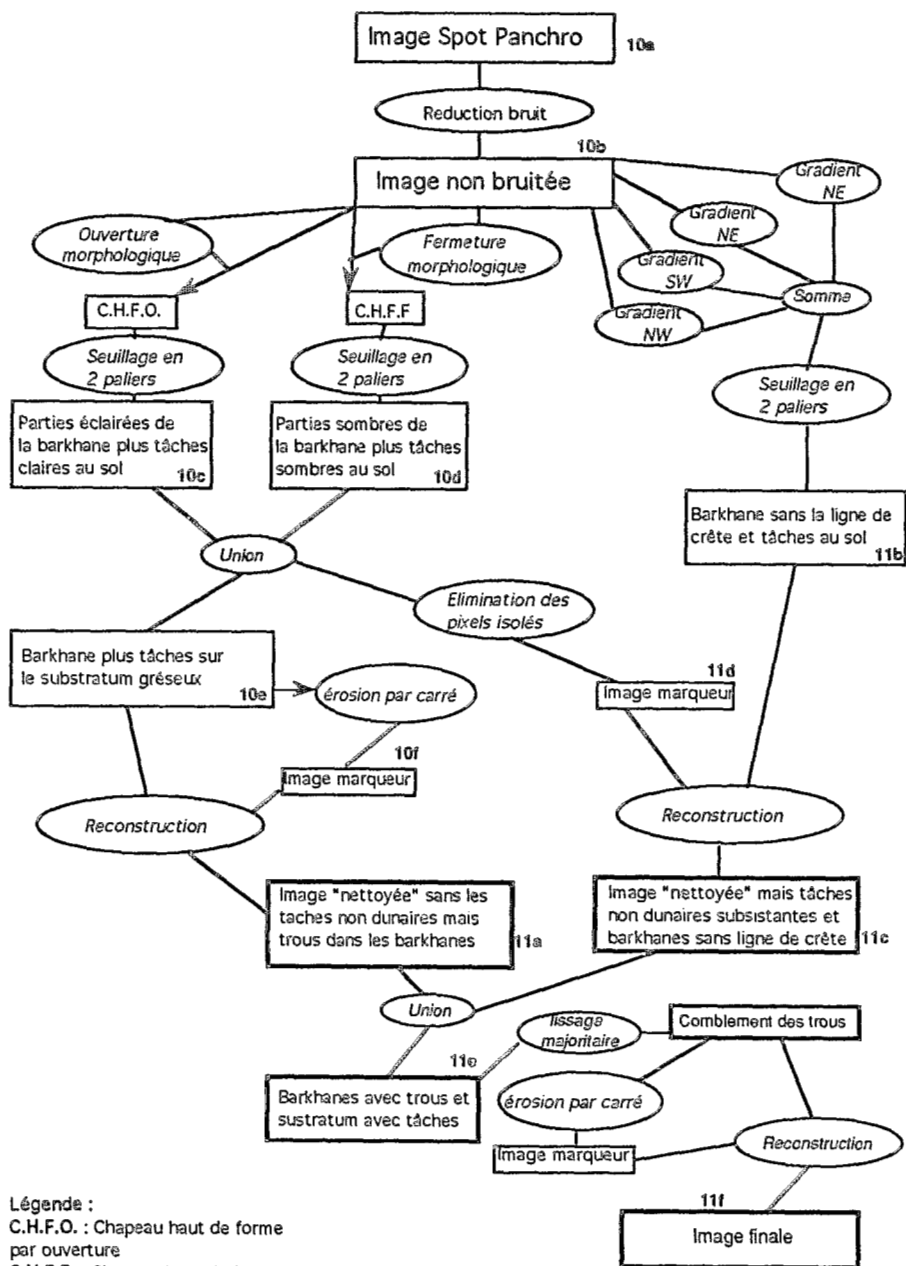 Image Spot Panchro
10a
Reduction bruit
10b
Image non bruitée
Gradient
NE
Gradient
NE
Gradient
SW
Gradient
NW
Somme
Ouverture
morphologique
Fermeture
morphologique
C.H.F.O.
C.H.F.F
Seuillage en
2 paliers
Seuillage en
2 paliers
Seuillage en
2 paliers
Parties éclairées de
la barkhane plus tâches
claires au sol
10c
Parties sombres de
la barkhane plus tâches
sombres au sol
10d
Barkhane sans la ligne de
crête et tâches au sol
11b
Union
Elimination des
pixels isolés
Barkhane plus tâches sur
le substratum gréseux
10e
érosion par carré
11d
Image marqueur
10f
Image marqueur
Reconstruction
Reconstruction
Image "nettoyée" sans les
taches non dunaires mais
trous dans les barkhanes
11a
Image "nettoyée" mais tâches
non dunaires subsistantes et
barkhanes sans ligne de crête
11c
Union
lissage
majoritaire
Comblement des trous
11e
Barkhanes avec trous et
sustratum avec tâches
érosion par carré
Image marqueur
Reconstruction
11f
Image finale
Légende :
C.H.F.O. : Chapeau haut de forme
par ouverture